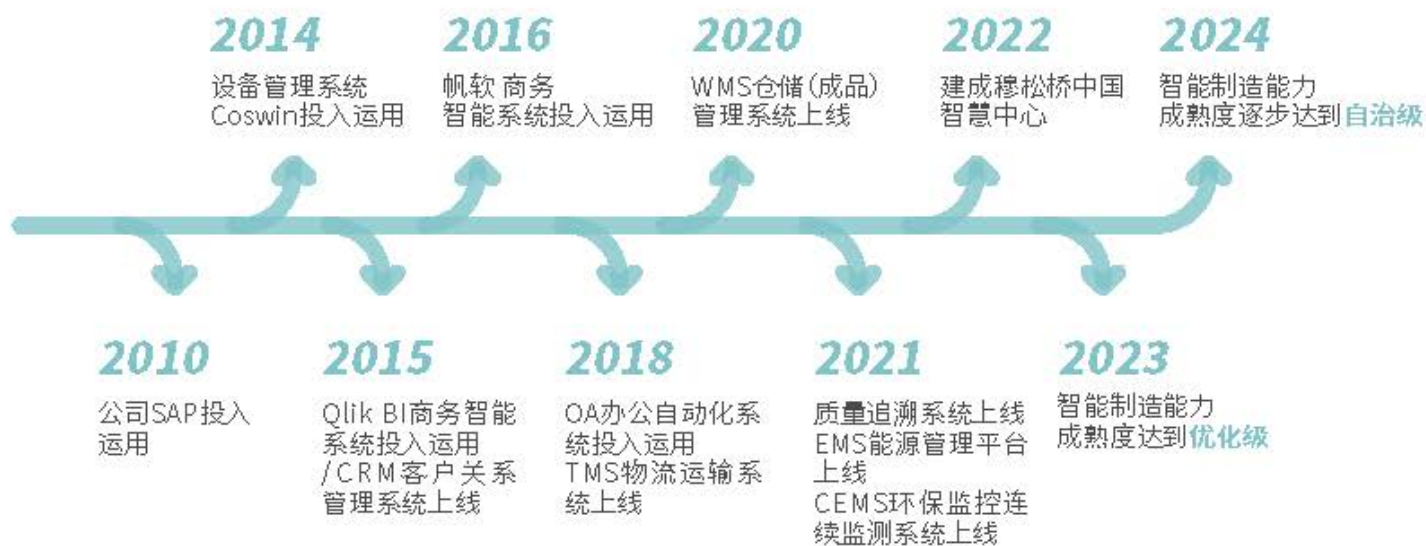 2014
设备管理系统
Coswin投入运用
2016
帆软 商务
智能系统投入运用
2020
WMS仓储(成品)
管理系统上线
2022
建成穆松桥中国
智慧中心
2024
智能制造能力
成熟度逐步达到自治级
2010
公司SAP投入
运用
2015
Qlik BI商务智能
系统投入运用
/CRM客户关系
管理系统上线
2018
OA办公自动化系
统投入运用
TMS物流运输系
统上线
2021
质量追溯系统上线
EMS能源管理平台
上线
CEMS环保监控连
续监测系统上线
2023
智能制造能力
成熟度达到优化级